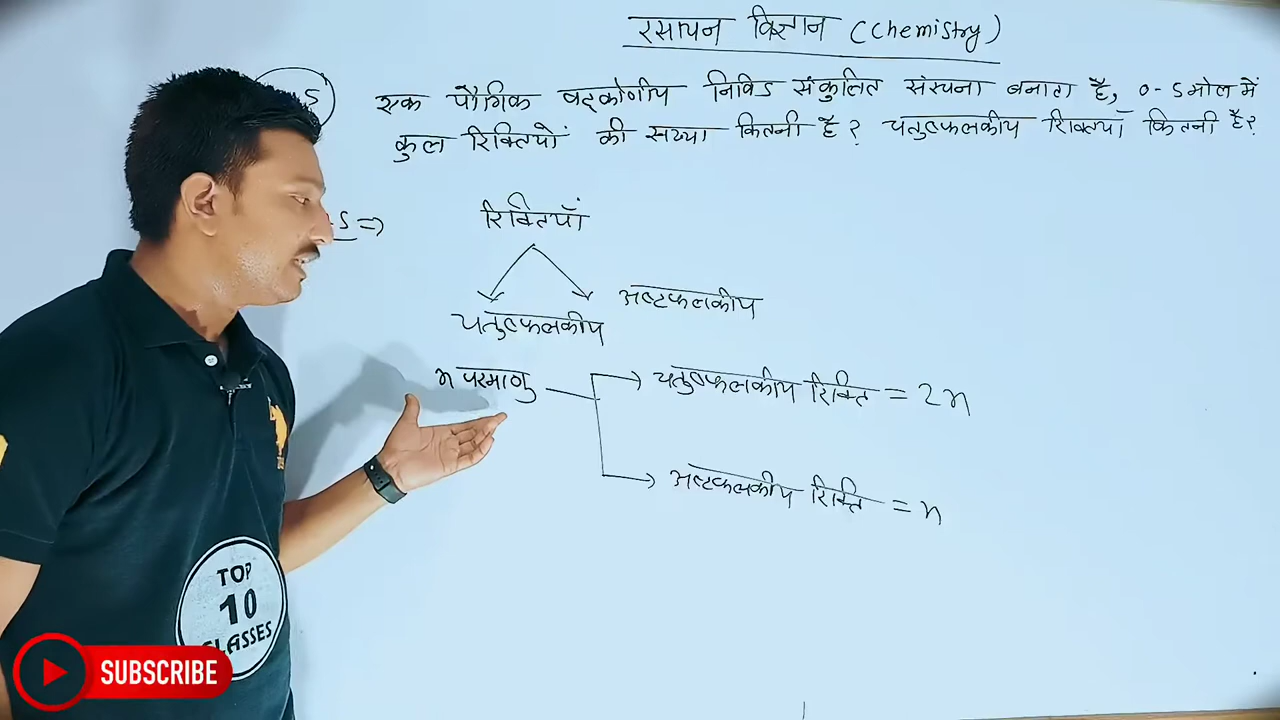 रसायन विज्ञान (Chemistry)
एक यौगिक षट्कोणीय निविड संकुलित संरचना बनाता है, 0-5 मोल में
कुल रिक्तियों की संख्या कितनी है? चतुष्फलकीय रिक्तियाँ कितनी है?
5 =>
रिक्तियाँ
चतुष्फलकीय
अष्टफलकीय
n परमाणु
चतुष्फलकीय रिक्ति = 2n
अष्टफलकीय रिक्ति = n
TOP
10
CLASSES
SUBSCRIBE